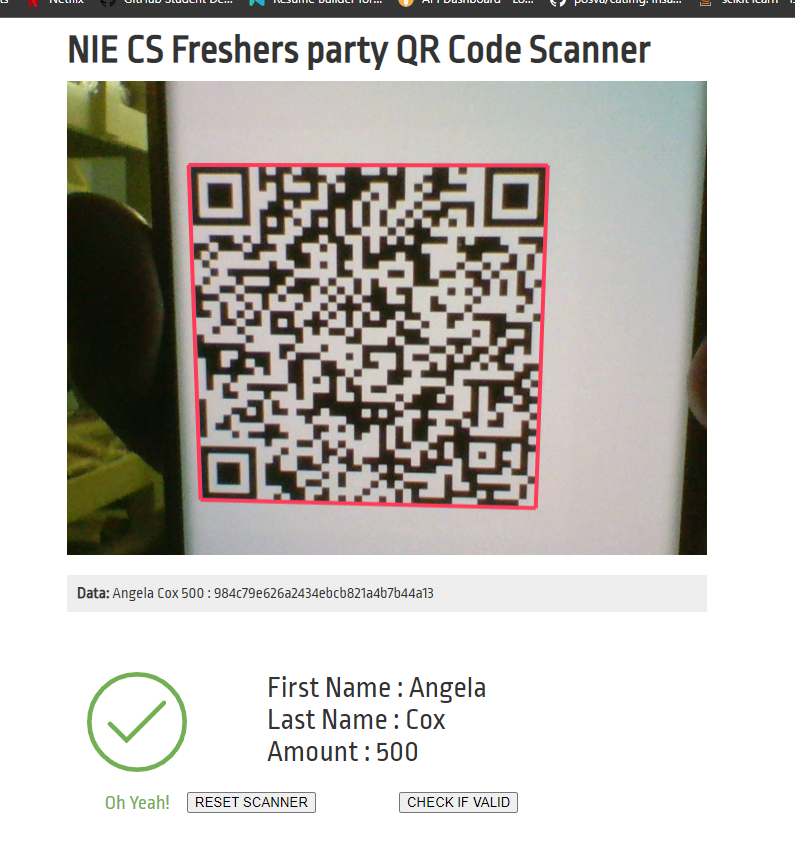 Netflix GitHub Student De... Resume Builder for... API Dashboard - Lo... scikit learn
NIE CS Freshers party QR Code Scanner
Data: Angela Cox 500 : 984c79e626a2434ebcb821a4b7b44a13
First Name : Angela
Last Name : Cox
Amount : 500
Oh Yeah! RESET SCANNER CHECK IF VALID